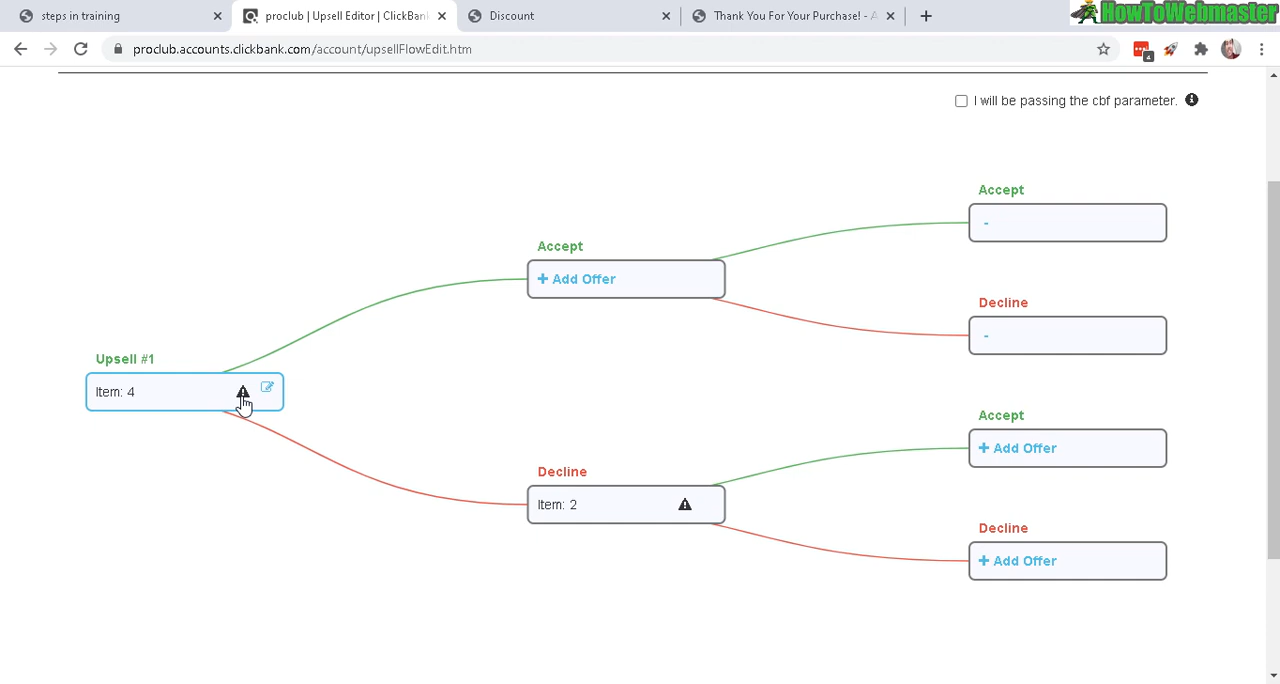 steps in training
proclub | Upsell Editor | ClickBan
Discount
Thank You For Your Purchase! - A
HowToWebmaster
proclub.accounts.clickbank.com/account/upsellFlowEdit.htm
4
I will be passing the cbf parameter.
Accept
-
Accept
+ Add Offer
Decline
-
Upsell #1
Item: 4
Accept
+ Add Offer
Decline
Item: 2
Decline
+ Add Offer